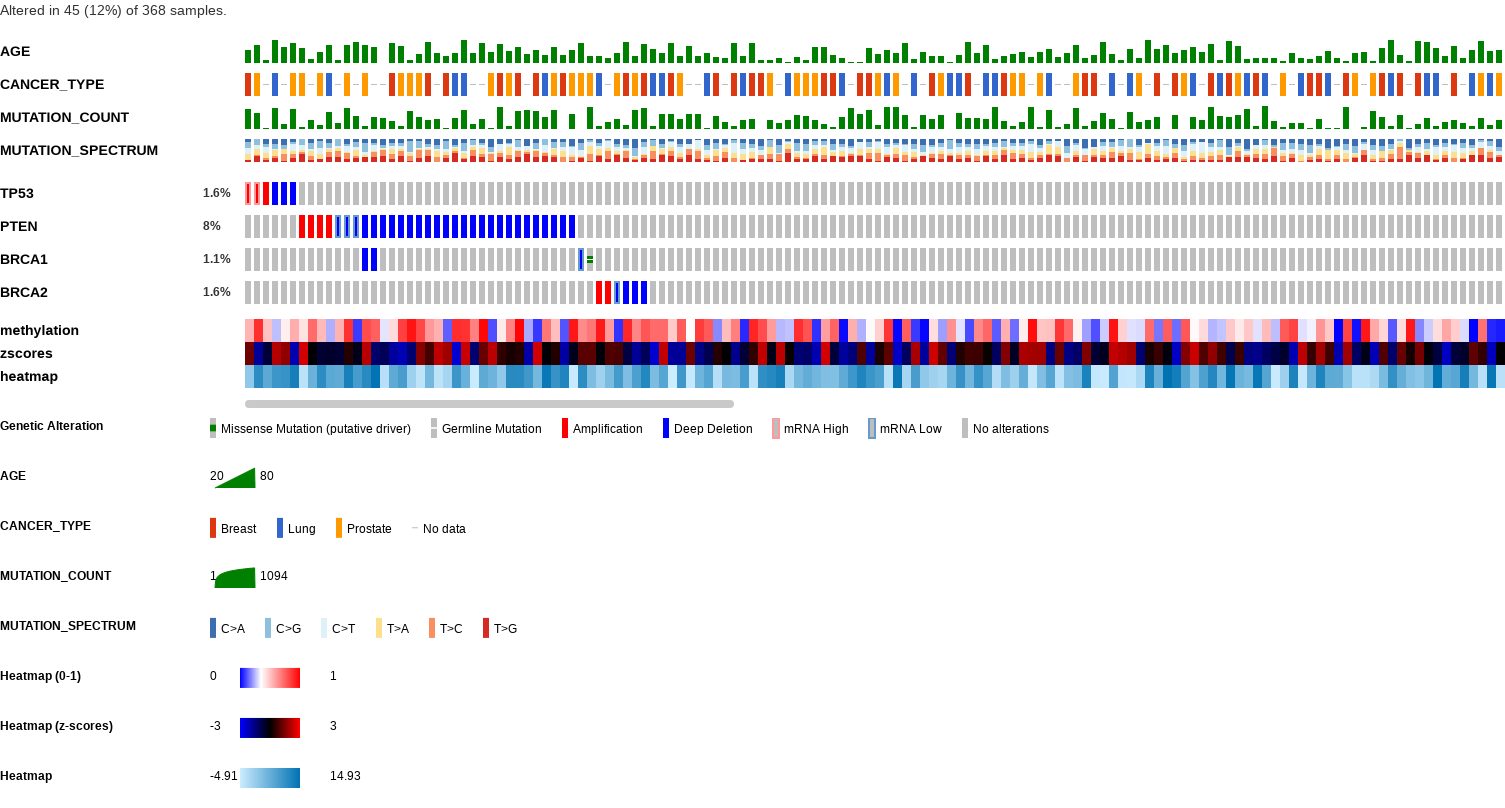 Altered in 45 (12%) of 368 samples.
AGE
CANCER_TYPE
MUTATION_COUNT
MUTATION_SPECTRUM
TP53 1.6%
PTEN 8%
BRCA1 1.1%
BRCA2 1.6%
methylation
zscores
heatmap
Genetic Alteration Missense Mutation (putative driver) Germline Mutation Amplification Deep Deletion mRNA High mRNA Low No alterations
AGE 20 80
CANCER_TYPE Breast Lung Prostate No data
MUTATION_COUNT 1 1094
MUTATION_SPECTRUM C>A C>G C>T T>A T>C T>G
Heatmap (0-1) 0 1
Heatmap (z-scores) -3 3
Heatmap -4.91 14.93